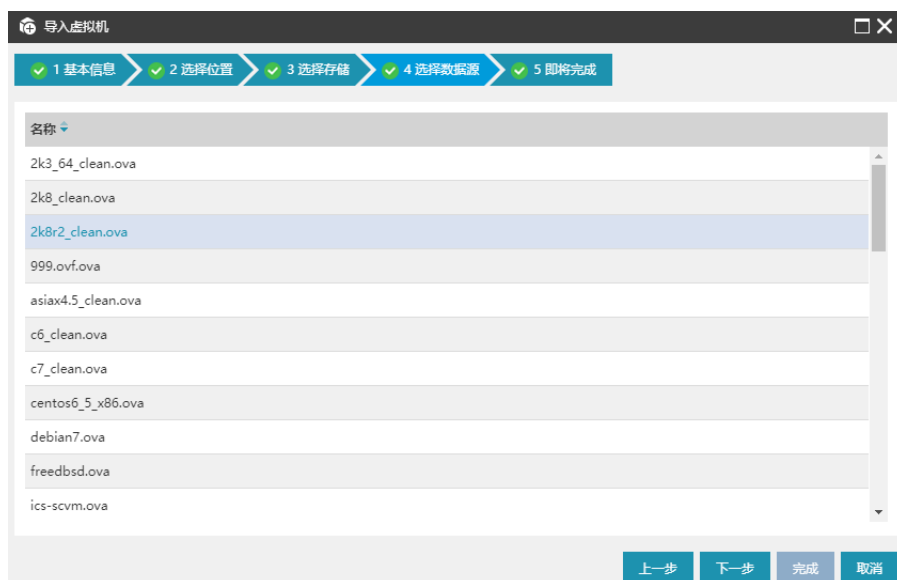 导入虚拟机
1 基本信息 2 选择位置 3 选择存储 4 选择数据源 5 即将完成
名称
2k3_64_clean.ova
2k8_clean.ova
2k8r2_clean.ova
999.ovf.ova
asiax4.5_clean.ova
c6_clean.ova
c7_clean.ova
centos6_5_x86.ova
debian7.ova
freedbsd.ova
ics-scvm.ova
上一步 下一步 完成 取消